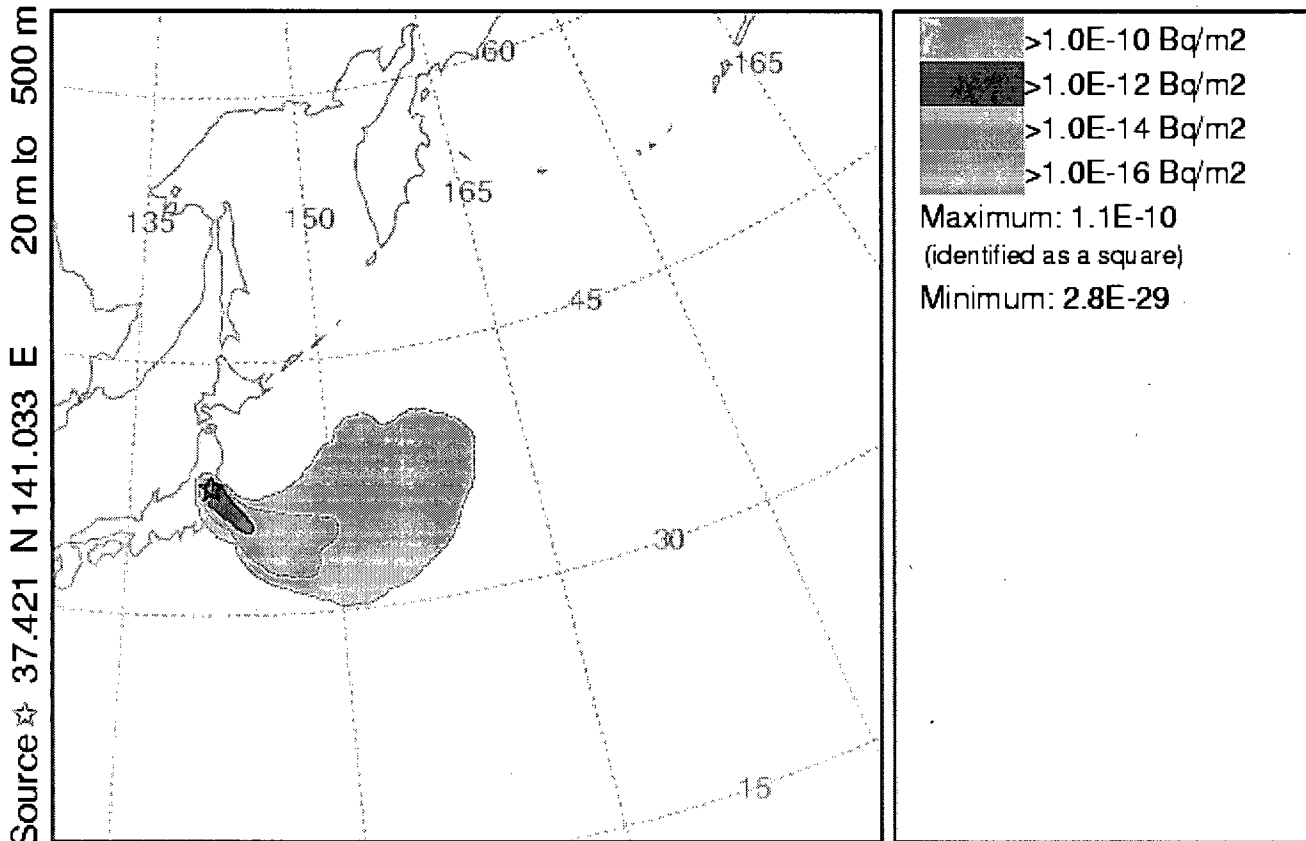 Source ☆ 37.421 N 141.033 E 20 m to 500 m
60
165
135
150
165
45
30
15
>1.0E-10 Bq/m2
>1.0E-12 Bq/m2
>1.0E-14 Bq/m2
>1.0E-16 Bq/m2
Maximum: 1.1E-10
(identified as a square)
Minimum: 2.8E-29